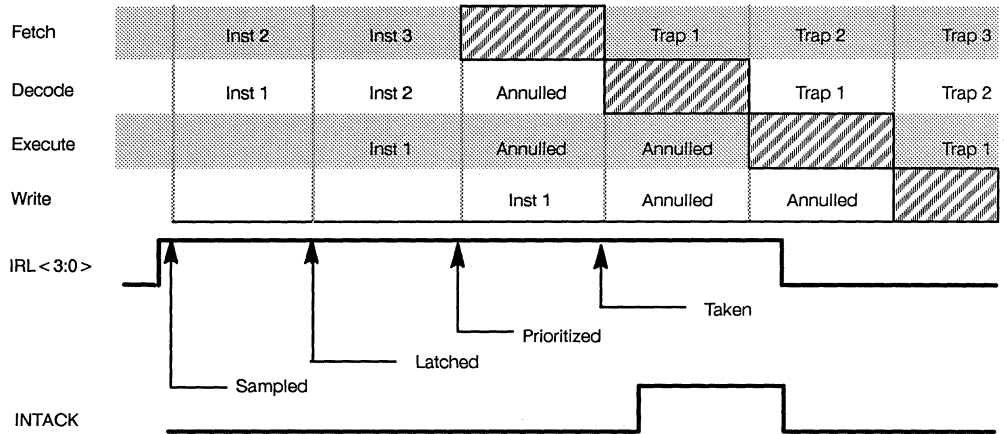 Fetch Inst 2 Inst 3 Trap 1 Trap 2 Trap 3
Decode Inst 1 Inst 2 Annulled Trap 1 Trap 2
Execute Inst 1 Annulled Annulled Trap 1
Write Inst 1 Annulled Annulled
IRL<3:0>
Taken
Prioritized
Latched
Sampled
INTACK